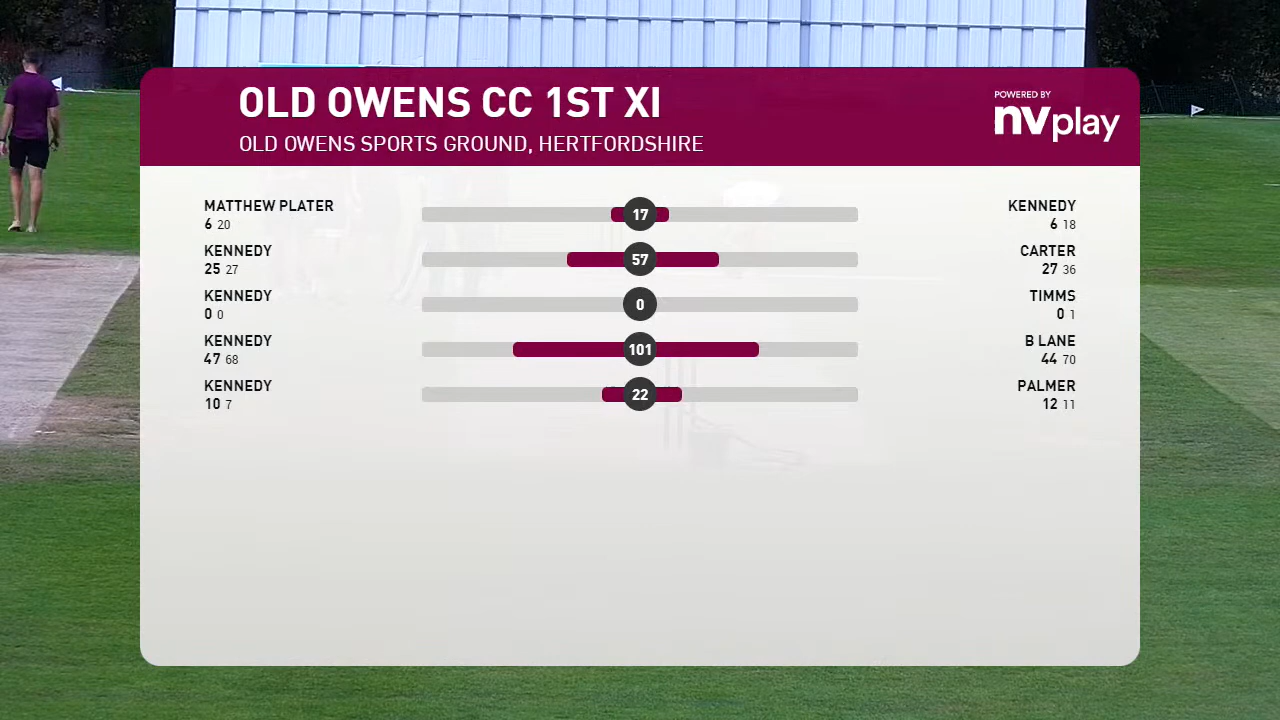 OLD OWENS CC 1ST XI
OLD OWENS SPORTS GROUND, HERTFORDSHIRE
POWERED BY
nvplay
MATTHEW PLATER
6 20
17
KENNEDY
6 18
KENNEDY
25 27
57
CARTER
27 36
KENNEDY
0 0
0
TIMMS
0 1
KENNEDY
47 68
101
B LANE
44 70
KENNEDY
10 7
22
PALMER
12 11